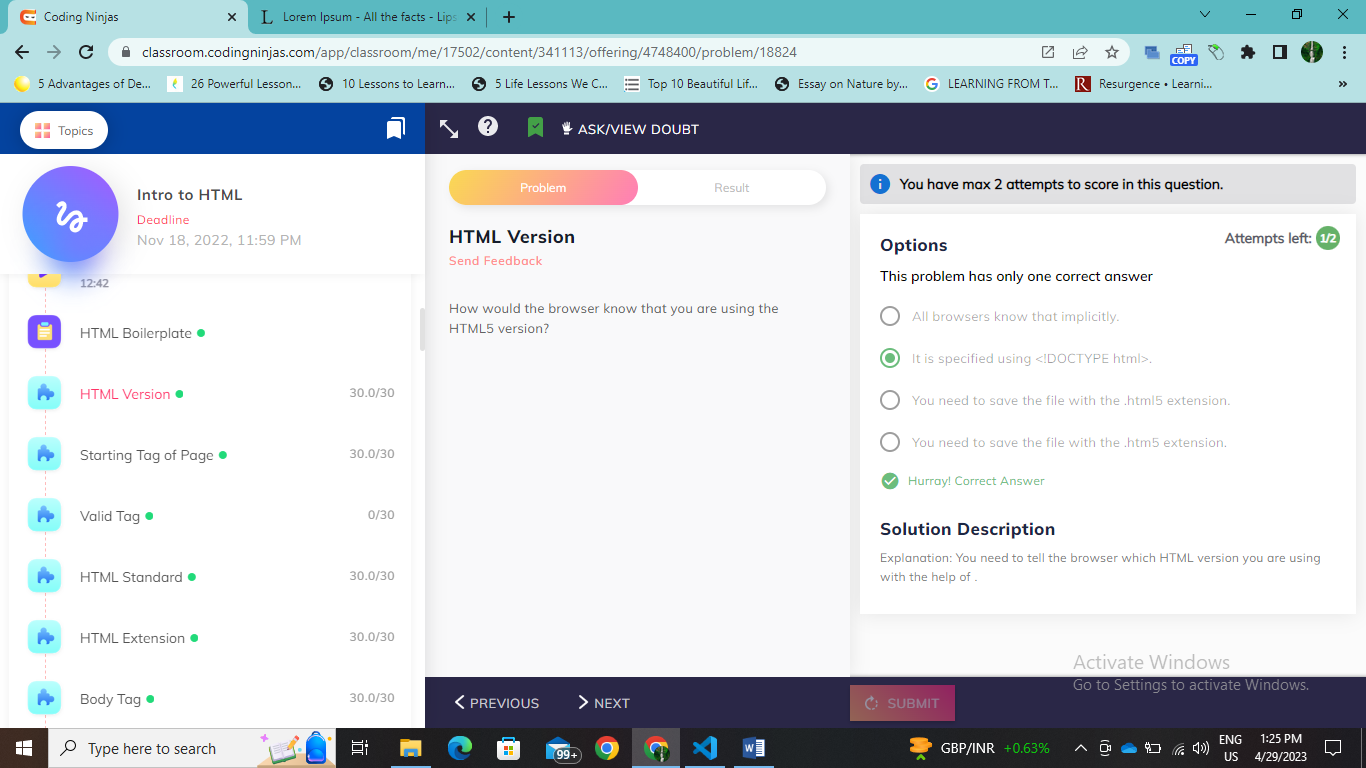 Coding Ninjas
Lorem Ipsum - All the facts - Lips
classroom.codingninjas.com/app/classroom/me/17502/content/341113/offering/4748400/problem/18824
COPY
5 Advantages of De...
26 Powerful Lesson...
10 Lessons to Learn...
5 Life Lessons We C...
Top 10 Beautiful Lif...
Essay on Nature by...
LEARNING FROM T...
Resurgence • Learni...
Topics
ASK/VIEW DOUBT
Intro to HTML
Deadline
Nov 18, 2022, 11:59 PM
12:42
HTML Boilerplate
HTML Version 30.0/30
Starting Tag of Page 30.0/30
Valid Tag 0/30
HTML Standard 30.0/30
HTML Extension 30.0/30
Body Tag 30.0/30
Problem
Result
HTML Version
Send Feedback
How would the browser know that you are using the
HTML5 version?
PREVIOUS
NEXT
You have max 2 attempts to score in this question.
Options
Attempts left: 1/2
This problem has only one correct answer
All browsers know that implicitly.
It is specified using <!DOCTYPE html>.
You need to save the file with the .html5 extension.
You need to save the file with the .htm5 extension.
Hurray! Correct Answer
Solution Description
Explanation: You need to tell the browser which HTML version you are using
with the help of .
Activate Windows
Go to Settings to activate Windows.
SUBMIT
Type here to search
99+
GBP/INR +0.63%
ENG
US
1:25 PM
4/29/2023